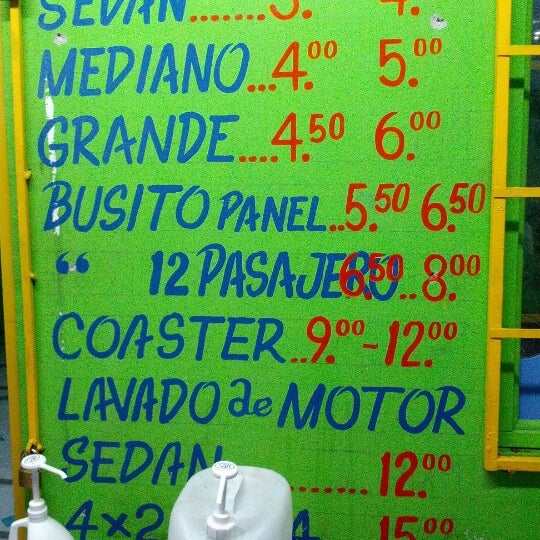 SEDAN........3. 4.
MEDIANO...4.00 5.00
GRANDE....4.50 6.00
BUSITO PANEL..5.50 6.50
“ 12 PASAJERO 6.50..8.00
COASTER..9.00-12.00
LAVADO de MOTOR
SEDAN..........12.00
4x2 A 15.00